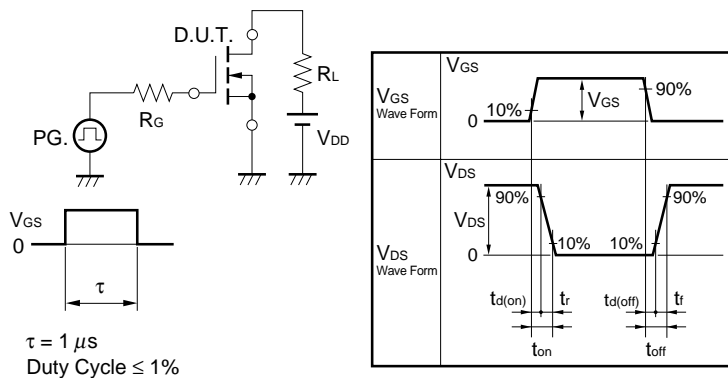 D.U.T.
RL
RG
PG.
VDD
VGS
0
τ
τ = 1 μs
Duty Cycle ≤ 1%
VGS
Wave Form
VGS
10%
90%
VGS
0
VDS
Wave Form
VDS
90%
90%
VDS
10%
10%
0
td(on)
tr
td(off)
tf
ton
toff